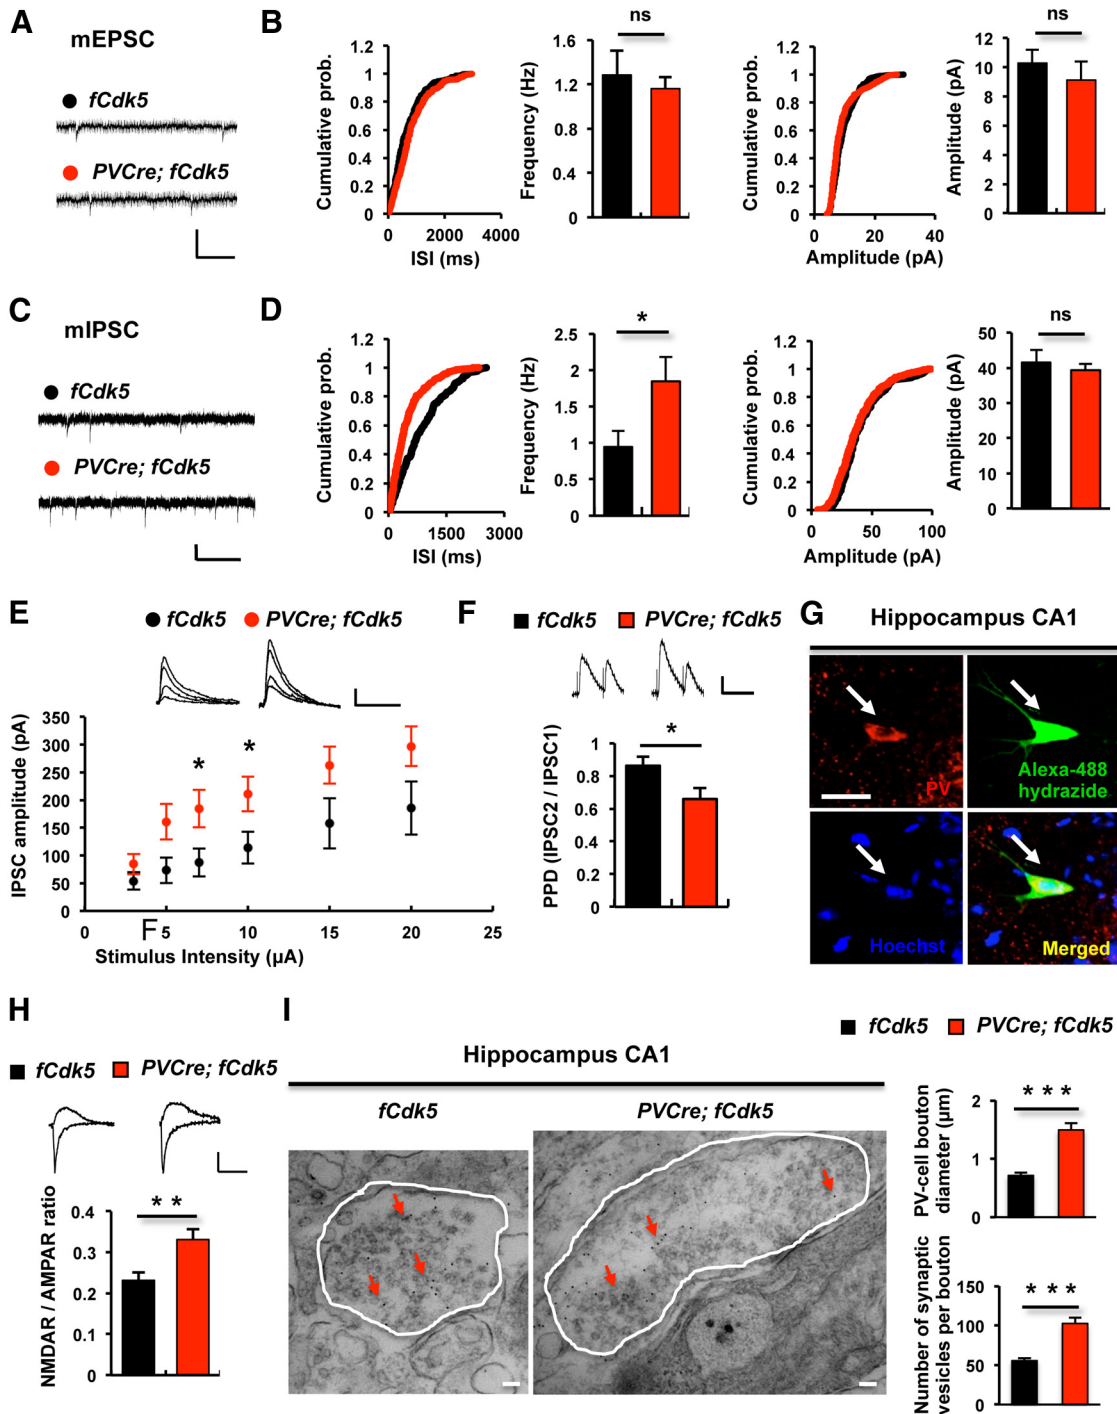 A
mEPSC
fCdk5
PVCre; fCdk5
B
Cumulative prob.
1.2
1
0.8
0.6
0.4
0.2
0
0 2000 4000
ISI (ms)
ns
Frequency (Hz)
1.6
1.2
0.8
0.4
0
Cumulative prob.
1.2
1
0.8
0.6
0.4
0.2
0
0 20 40
Amplitude (pA)
ns
Amplitude (pA)
12
10
8
6
4
2
0
C
mIPSC
fCdk5
PVCre; fCdk5
D
Cumulative prob.
1.2
1
0.8
0.6
0.4
0.2
0
0 1500 3000
ISI (ms)
*
Frequency (Hz)
2.5
2
1.5
1
0.5
0
Cumulative prob.
1.2
1
0.8
0.6
0.4
0.2
0
0 50 100
Amplitude (pA)
ns
Amplitude (pA)
50
40
30
20
10
0
E
fCdk5 PVCre; fCdk5
IPSC amplitude (pA)
350
300
250
200
150
100
50
0
* *
0 5 10 15 20 25
F
Stimulus Intensity (µA)
F
fCdk5 PVCre; fCdk5
*
PPD (IPSC2 / IPSC1)
1
0.8
0.6
0.4
0.2
0
G
Hippocampus CA1
PV
Alexa-488
hydrazide
Hoechst
Merged
H
fCdk5 PVCre; fCdk5
* *
NMDAR / AMPAR ratio
0.4
0.3
0.2
0.1
0
I
Hippocampus CA1
fCdk5
PVCre; fCdk5
fCdk5 PVCre; fCdk5
* * *
PV-cell bouton
diameter (µm)
2
1
0
* * *
Number of synaptic
vesicles per bouton
150
100
50
0